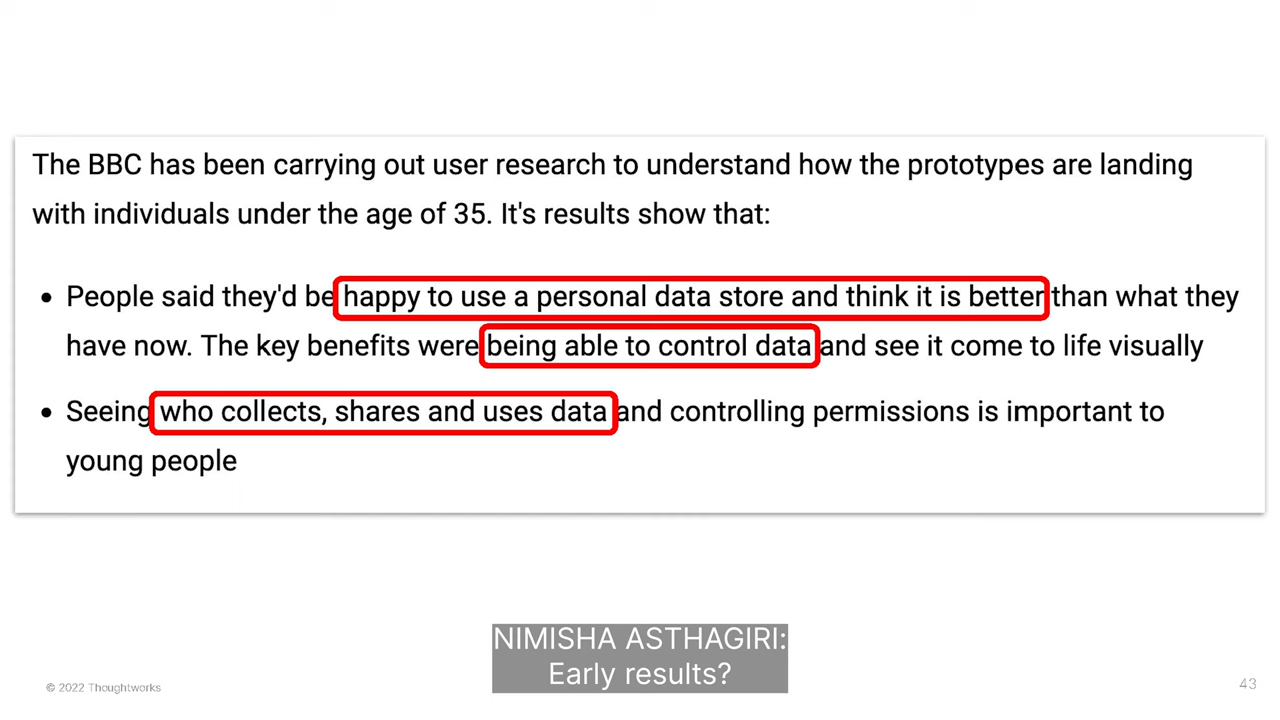 The BBC has been carrying out user research to understand how the prototypes are landing
with individuals under the age of 35. It's results show that:
• People said they'd be happy to use a personal data store and think it is better than what they
have now. The key benefits were being able to control data and see it come to life visually
• Seeing who collects, shares and uses data and controlling permissions is important to
young people
NIMISHA ASTHAGIRI:
Early results?
© 2022 Thoughtworks
43